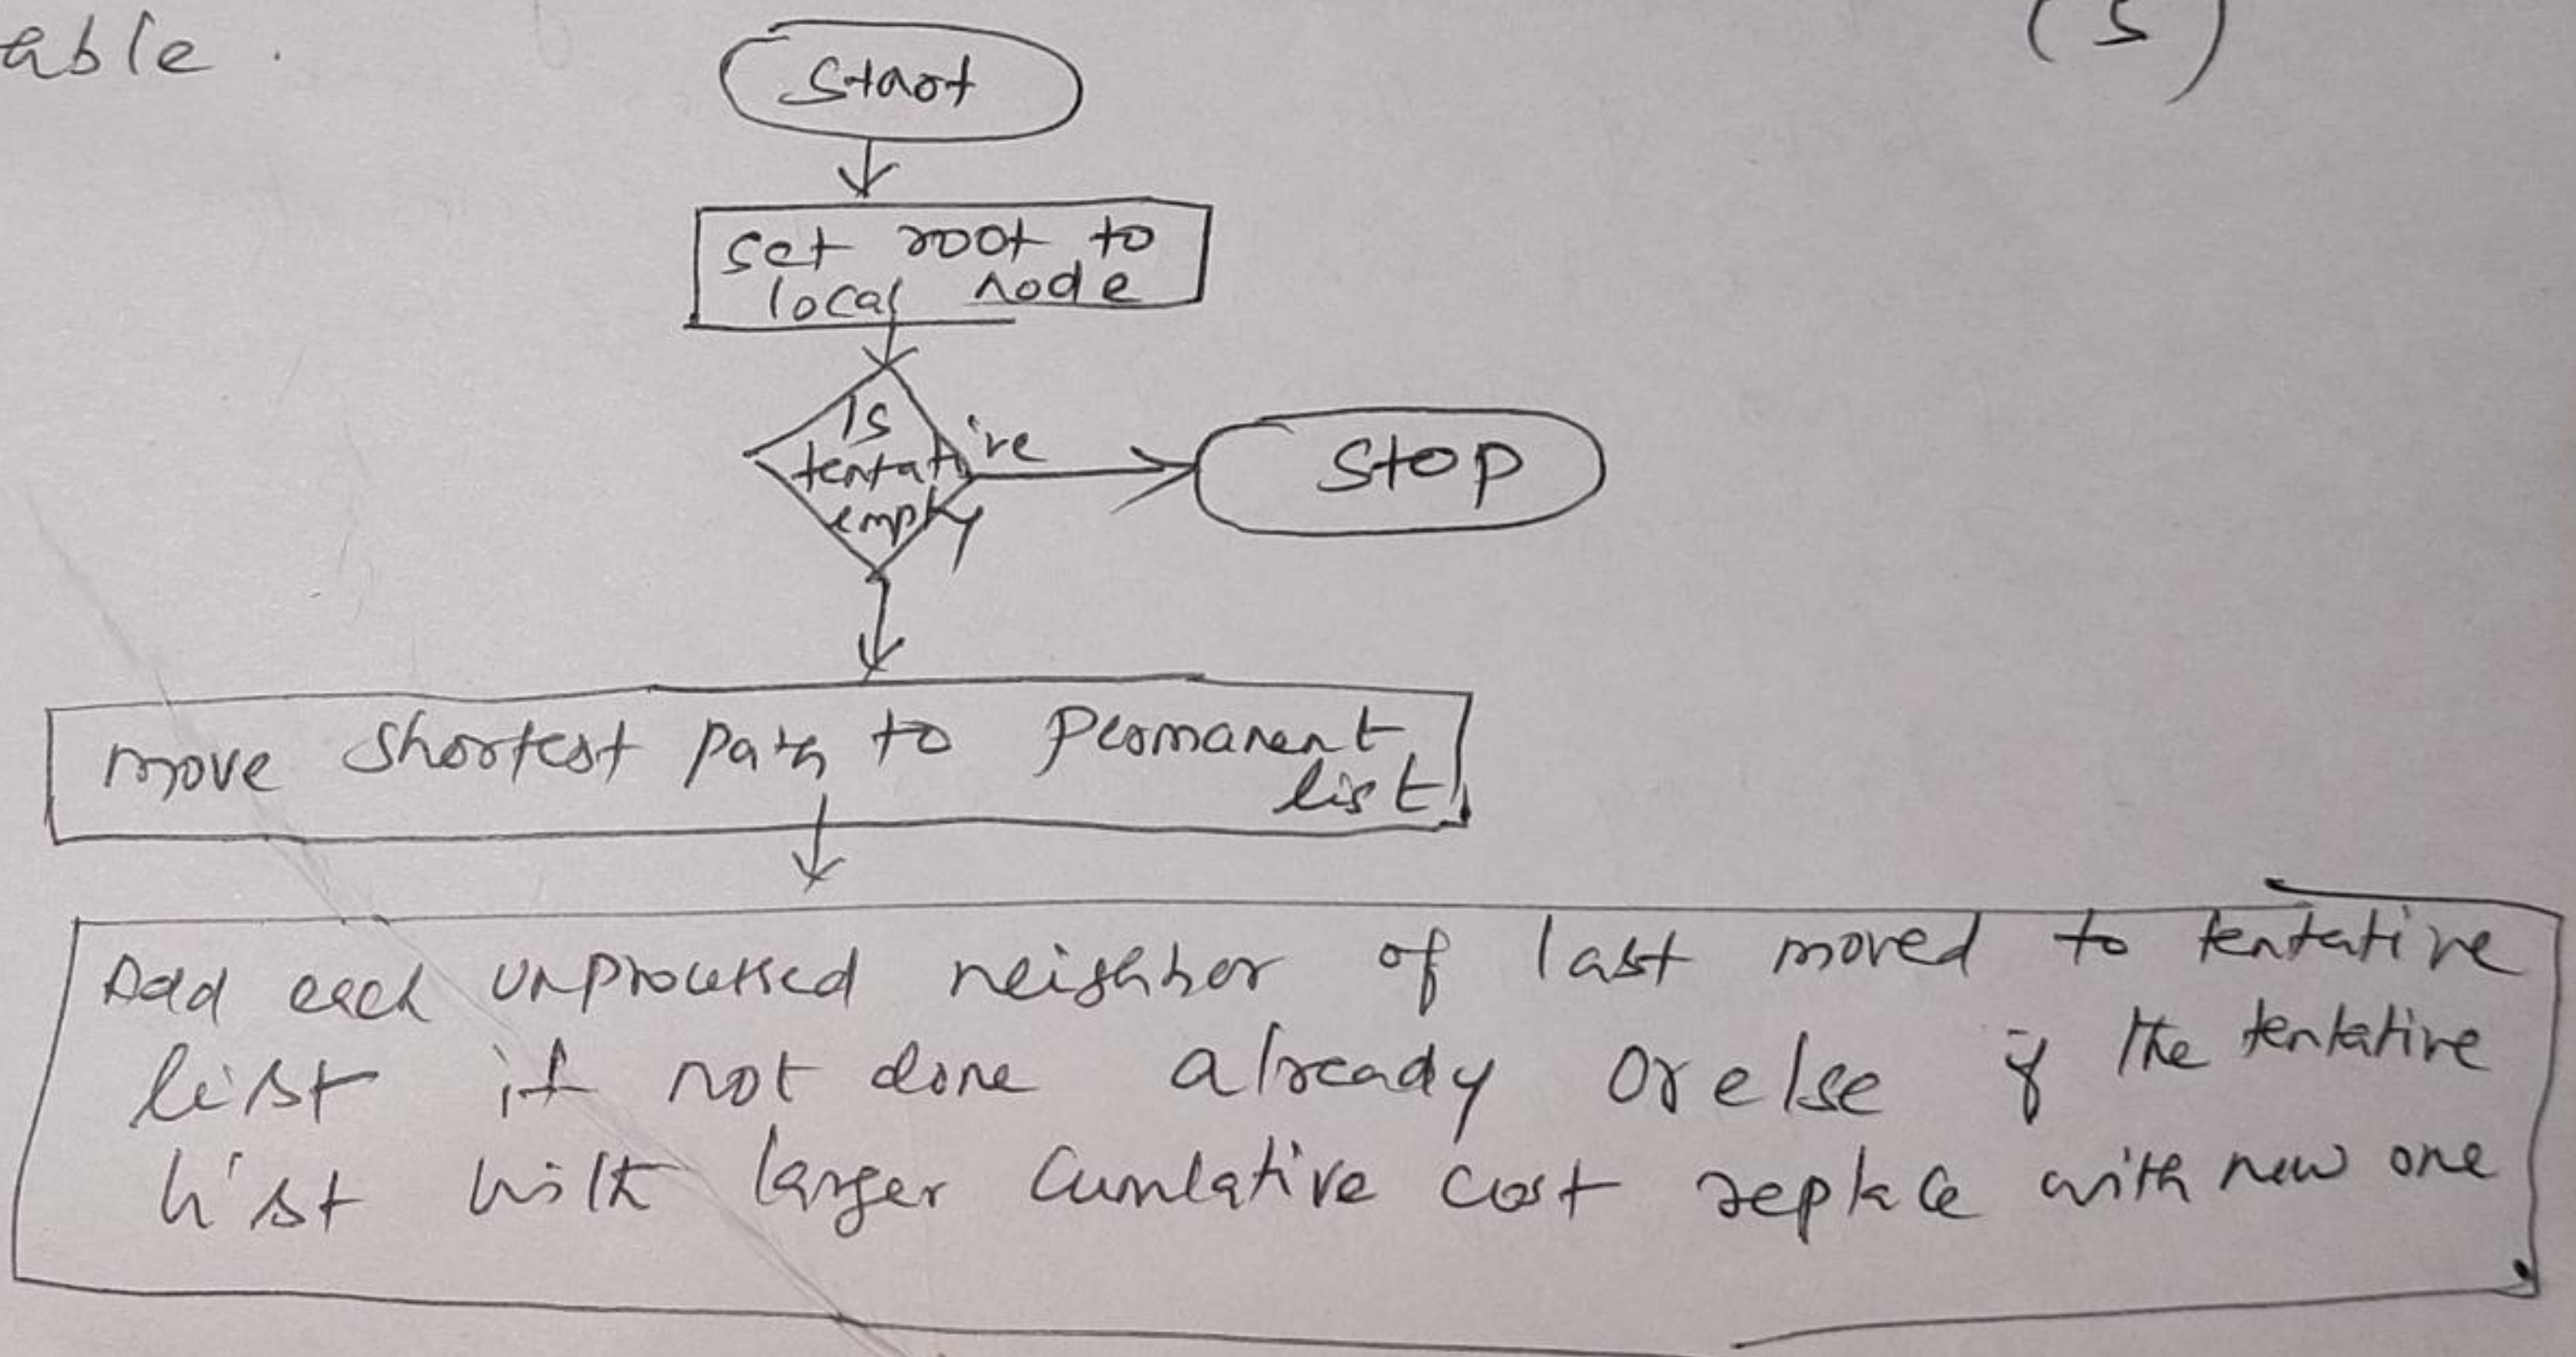 able .
(5)
Start
set root to
local node
Is
tentative
empty
Stop
move shortest path to permanent
list
Add each unprocessed neighbor of last moved to tentative
list if not done already or else if the tentative
list with larger Cumlative cost replace with new one